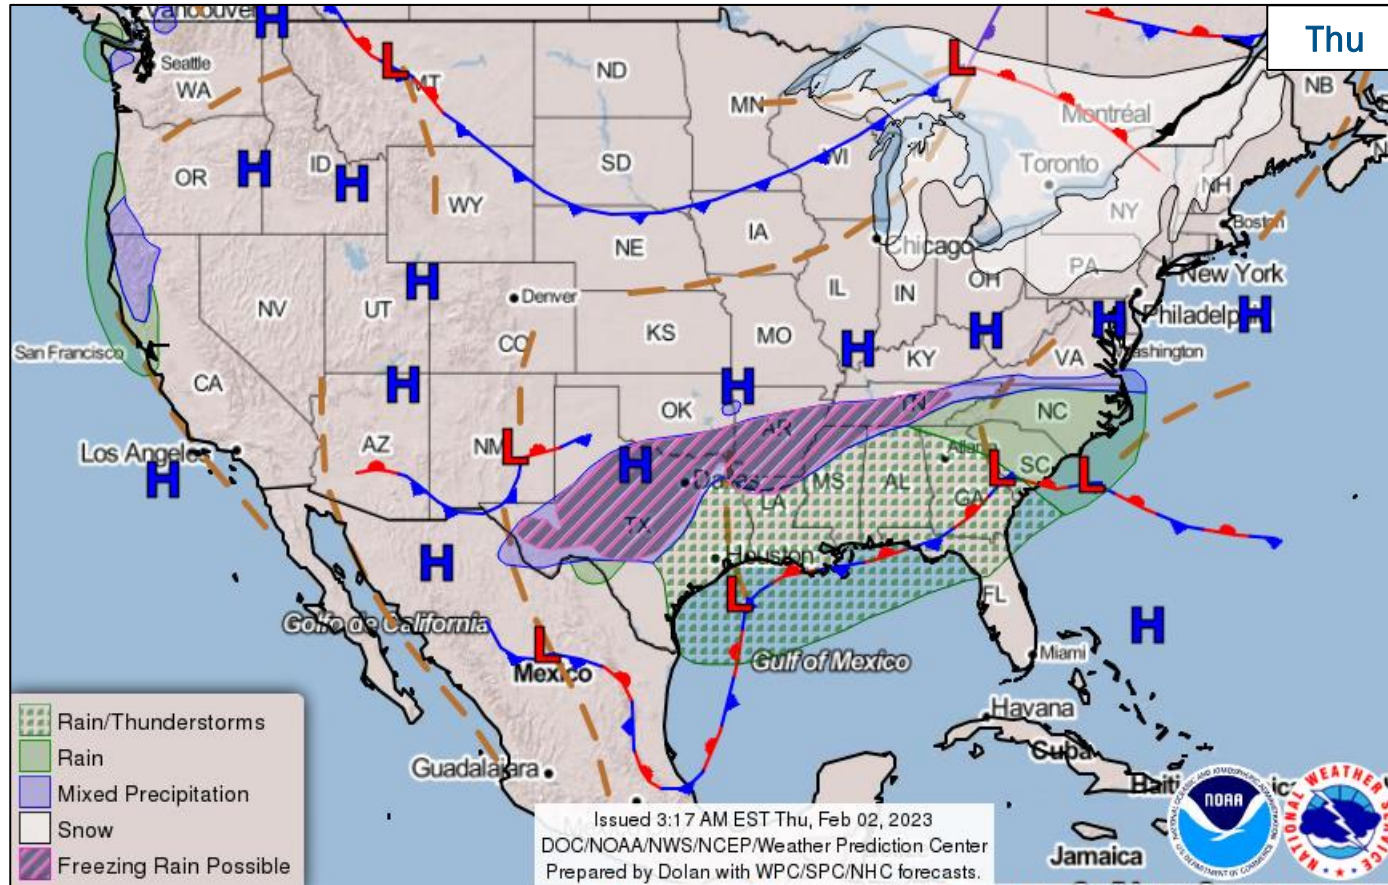 Vancouver
Thu
Seattle
WA
MT
ND
MN
Montréal
NB
OR
ID
SD
WI
Toronto
NH
WY
NY
Boston
NE
IA
Chicago
PA
New York
NV
UT
Denver
IL
IN
OH
Philadelphia
San Francisco
CO
KS
MO
KY
VA
Washington
CA
OK
TN
NC
AZ
NM
AR
Atlanta
Los Angeles
Dallas
MS
AL
SC
LA
GA
TX
Houston
FL
Golfo de California
Mexico
Gulf of Mexico
Miami
Havana
Cuba
Guadalajara
Haiti
Jamaica
H
H
H
H
H
H
H
H
H
H
H
H
H
H
L
L
L
L
L
L
L
Rain/Thunderstorms
Rain
Mixed Precipitation
Snow
Freezing Rain Possible
Issued 3:17 AM EST Thu, Feb 02, 2023
DOC/NOAA/NWS/NCEP/Weather Prediction Center
Prepared by Dolan with WPC/SPC/NHC forecasts.
NOAA